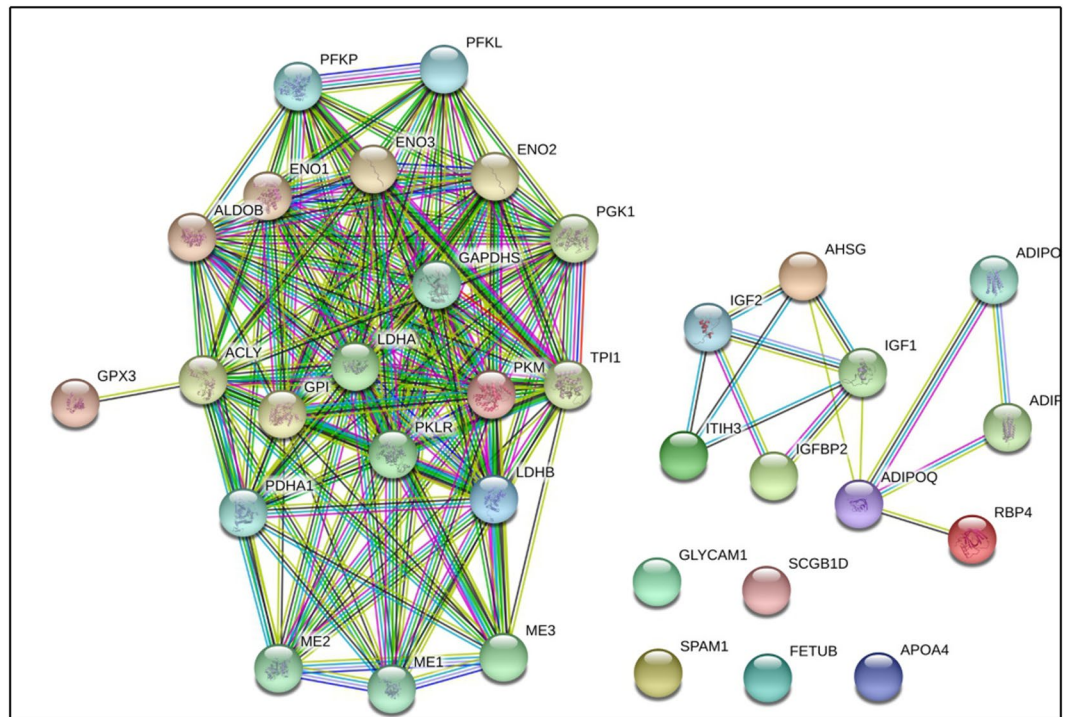 PFKP
PFKL
ENO3
ENO2
ENO1
ALDOB
PGK1
GAPDHS
AHSG
ADIPO
IGF2
LDHA
IGF1
ACLY
TPI1
PKM
GPX3
GPI
ADIP
PKLR
ITIH3
IGFBP2
LDHB
ADIPOQ
PDHA1
RBP4
GLYCAM1
SCGB1D
ME3
ME2
ME1
SPAM1
FETUB
APOA4